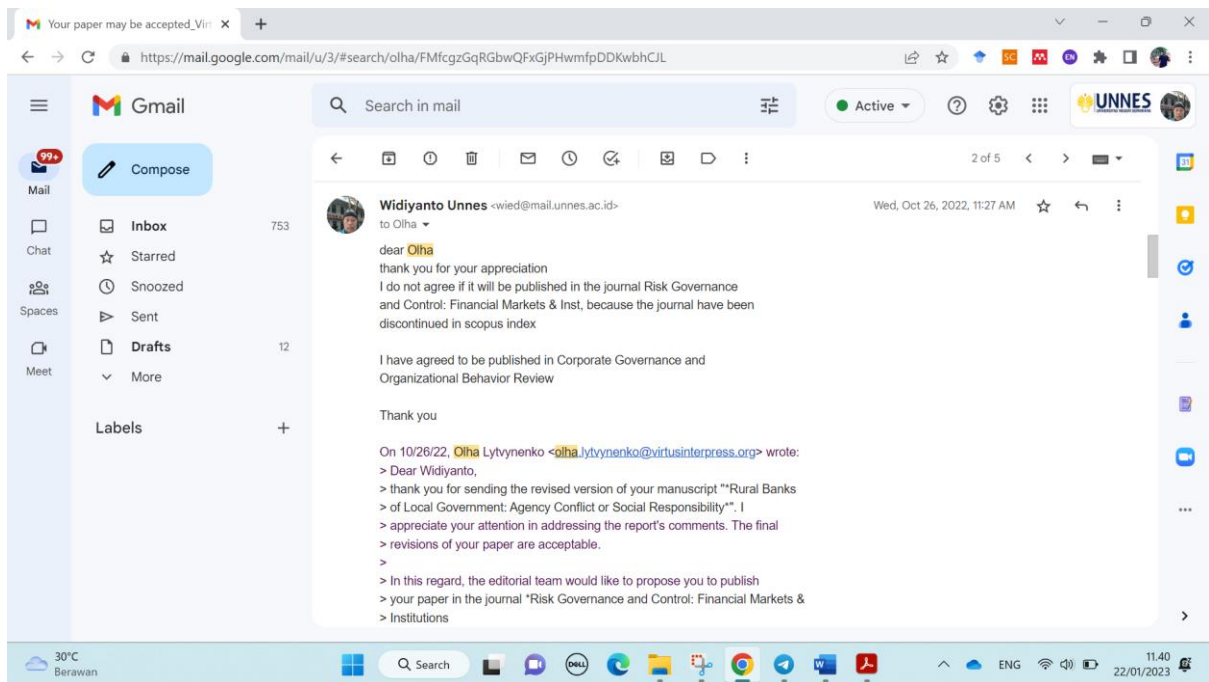 Your paper may be accepted_Virt
https://mail.google.com/mail/u/3/#search/olha/FMfcgzGqRGbwQFxGjPHwmfpDDKwbhCJL
SC
EN
Gmail
Search in mail
Active
UNNES
99+
Mail
Chat
Spaces
Meet
Compose
Inbox 753
Starred
Snoozed
Sent
Drafts 12
More
Labels
2 of 5
31
Widiyanto Unnes <wied@mail.unnes.ac.id>
Wed, Oct 26, 2022, 11:27 AM
to Olha
dear Olha
thank you for your appreciation
I do not agree if it will be published in the journal Risk Governance
and Control: Financial Markets & Inst, because the journal have been
discontinued in scopus index
I have agreed to be published in Corporate Governance and
Organizational Behavior Review
Thank you
On 10/26/22, Olha Lytvynenko <olha.lytvynenko@virtusinterpress.org> wrote:
> Dear Widiyanto,
> thank you for sending the revised version of your manuscript "*Rural Banks
> of Local Government: Agency Conflict or Social Responsibility*". I
> appreciate your attention in addressing the report's comments. The final
> revisions of your paper are acceptable.
>
> In this regard, the editorial team would like to propose you to publish
> your paper in the journal *Risk Governance and Control: Financial Markets &
> Institutions
30°C
Berawan
Search
DELL
W
ENG
11.40
22/01/2023